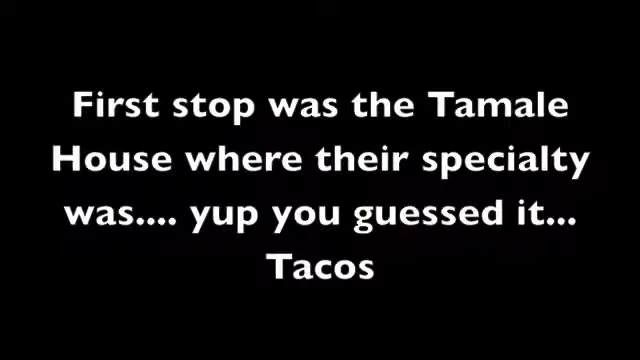 First stop was the Tamale
House where their specialty
was.... yup you guessed it...
Tacos